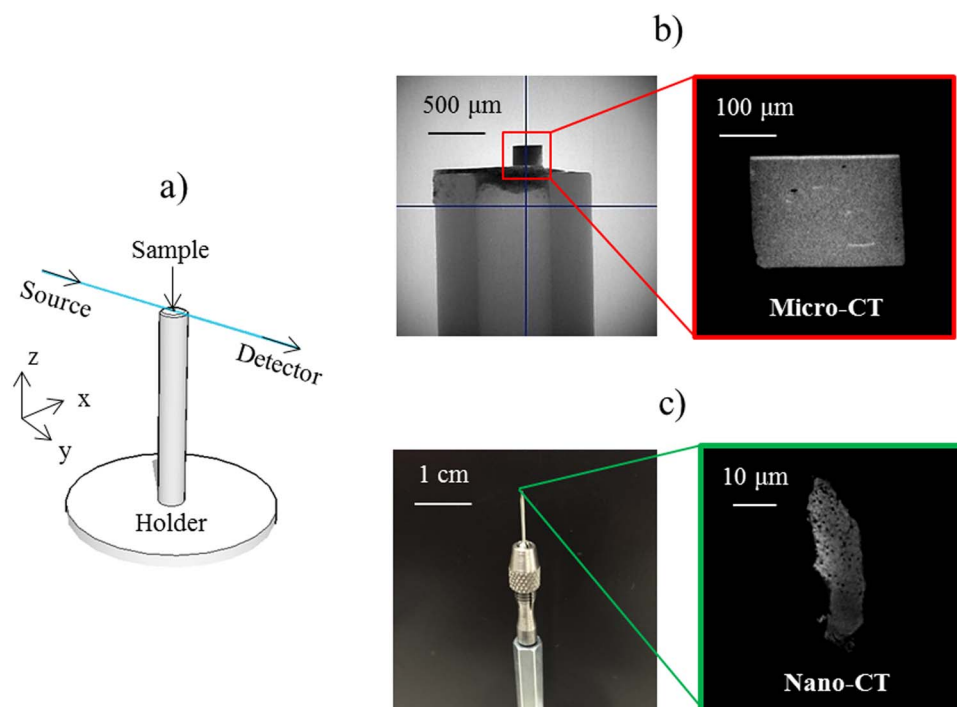 a)
Sample
Source
Detector
z
x
y
Holder
b)
500 μm
100 μm
Micro-CT
c)
1 cm
10 μm
Nano-CT